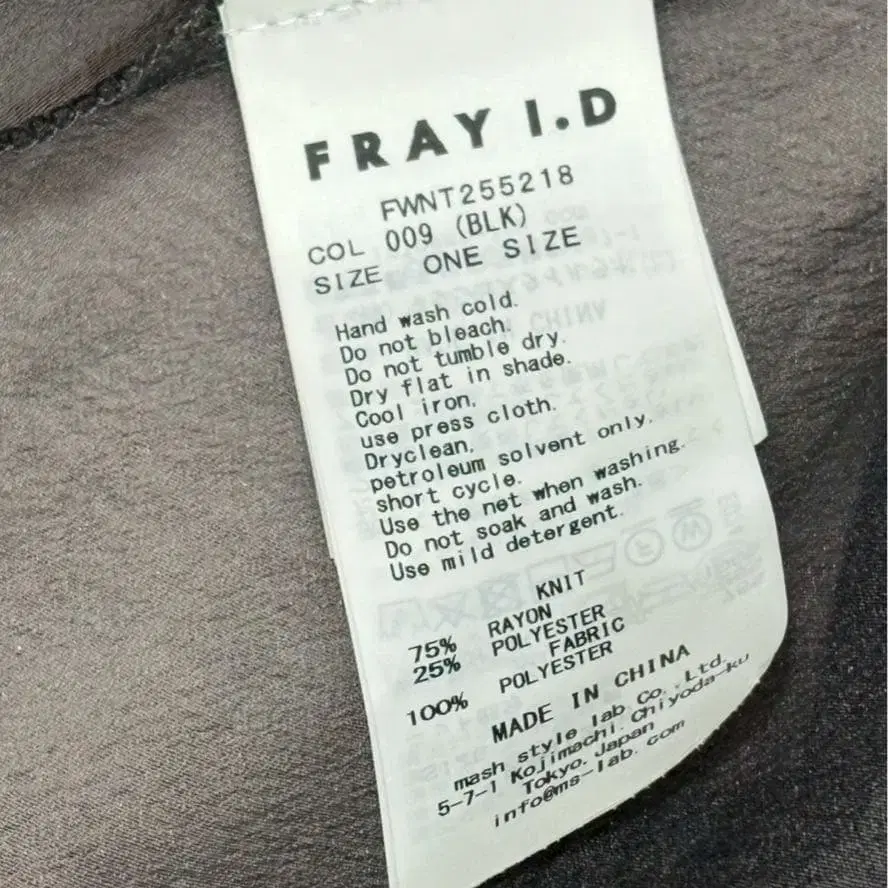 FRAY I.D
FWNT255218
COL 009 (BLK)
SIZE ONE SIZE
Hand wash cold.
Do not bleach.
Do not tumble dry.
Dry flat in shade.
Cool iron,
use press cloth.
Dryclean,
petroleum solvent only,
short cycle.
Use the net when washing.
Do not soak and wash.
Use mild detergent.
KNIT
75% RAYON
25% POLYESTER
FABRIC
100% POLYESTER
MADE IN CHINA
mash style lab Co., Ltd.
5-7-1 Kojimachi, Chiyoda-ku
Tokyo, Japan
info@ms-lab.com